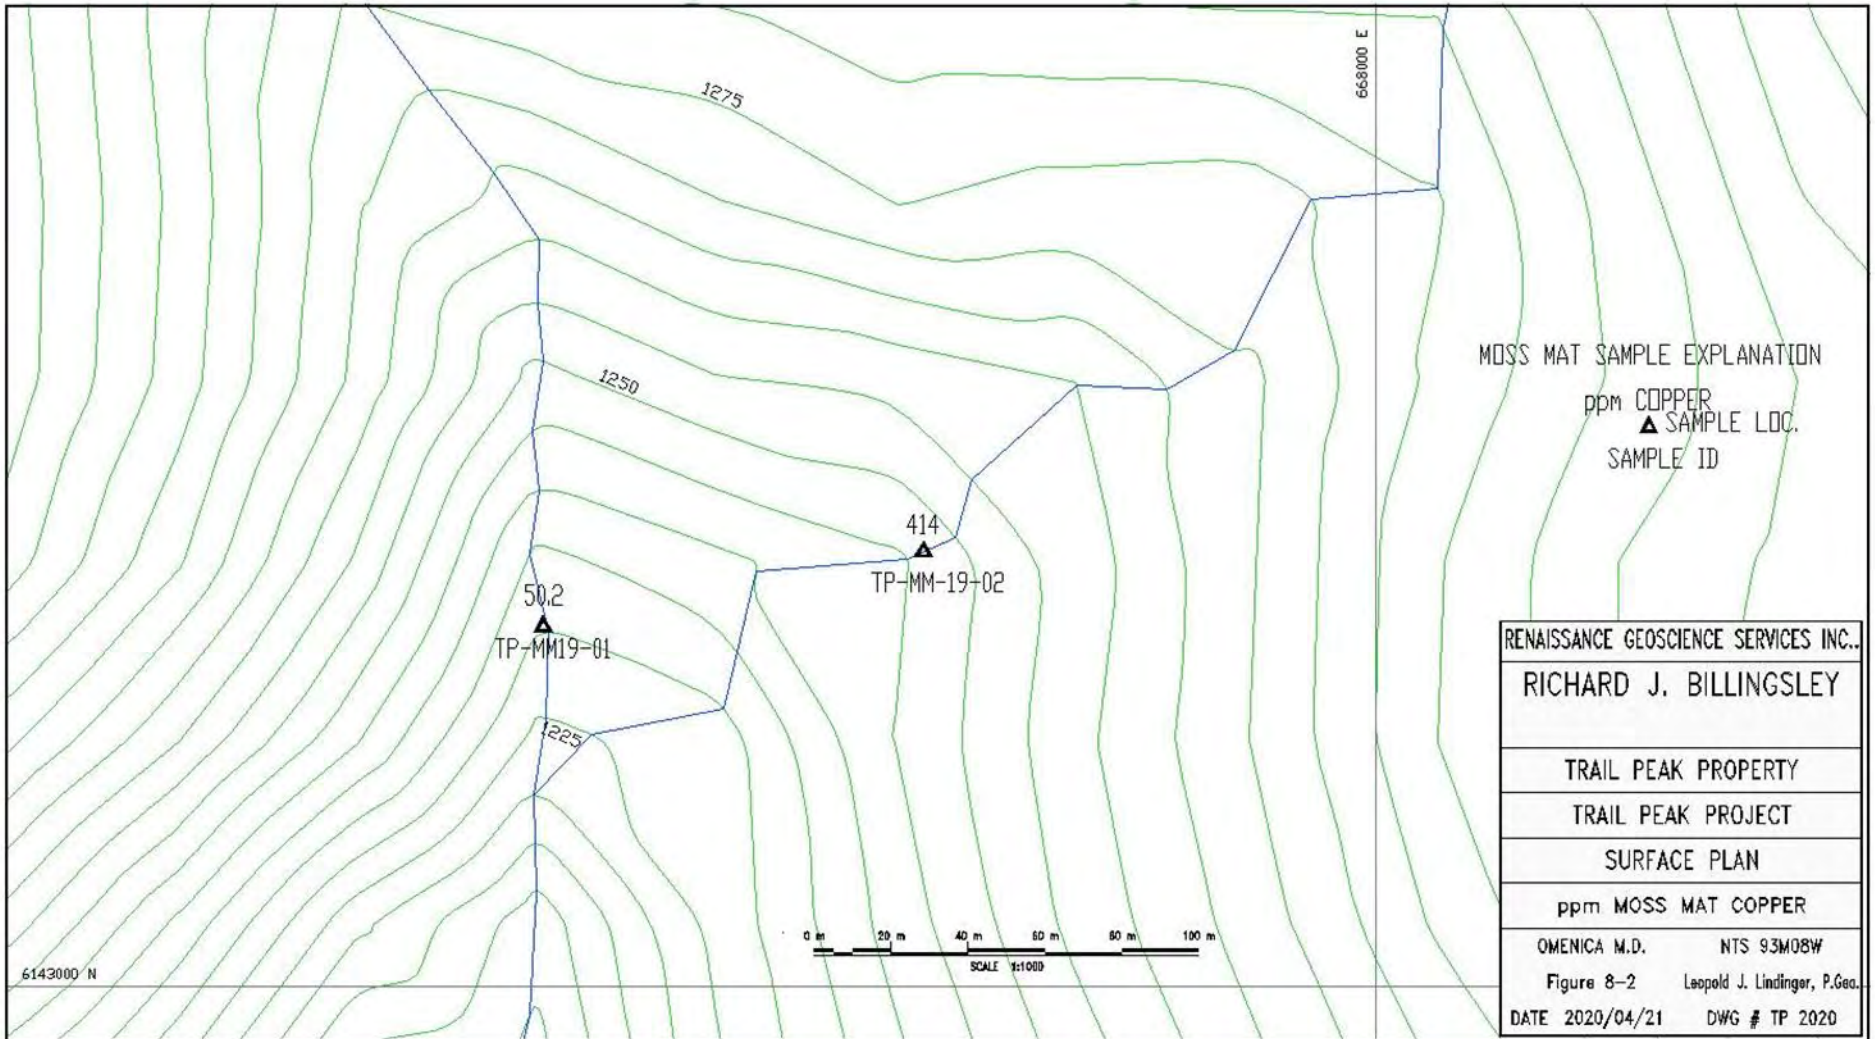 668000 E
1275
1250
MOSS MAT SAMPLE EXPLANATION
ppm COPPER
SAMPLE LOC.
SAMPLE ID
414
TP-MM-19-02
50.2
TP-MM19-01
1225
0 m 20 m 40 m 60 m 80 m 100 m
SCALE 1:1000
6143000 N
RENAISSANCE GEOSCIENCE SERVICES INC..
RICHARD J. BILLINGSLEY
TRAIL PEAK PROPERTY
TRAIL PEAK PROJECT
SURFACE PLAN
ppm MOSS MAT COPPER
OMENICA M.D. NTS 93M08W
Figure 8-2 Leopold J. Lindinger, P.Geo.
DATE 2020/04/21 DWG # TP 2020